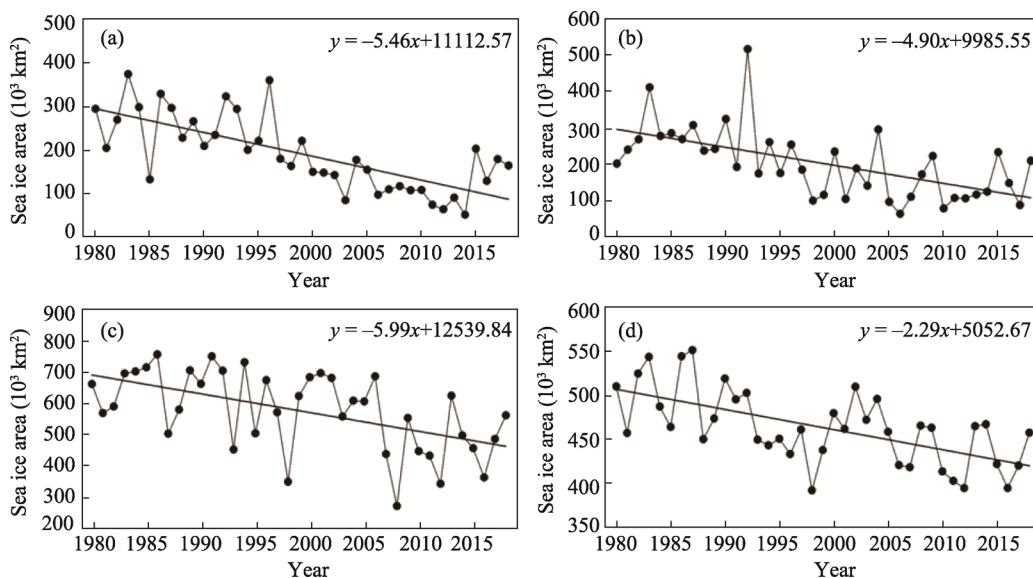 (a)
y = –5.46x+11112.57
Sea ice area (10³ km²)
500
400
300
200
100
0
1980 1985 1990 1995 2000 2005 2010 2015
Year
(b)
y = –4.90x+9985.55
Sea ice area (10³ km²)
600
500
400
300
200
100
0
1980 1985 1990 1995 2000 2005 2010 2015
Year
(c)
y = –5.99x+12539.84
Sea ice area (10³ km²)
900
800
700
600
500
400
300
200
1980 1985 1990 1995 2000 2005 2010 2015
Year
(d)
y = –2.29x+5052.67
Sea ice area (10³ km²)
600
550
500
450
400
350
1980 1985 1990 1995 2000 2005 2010 2015
Year